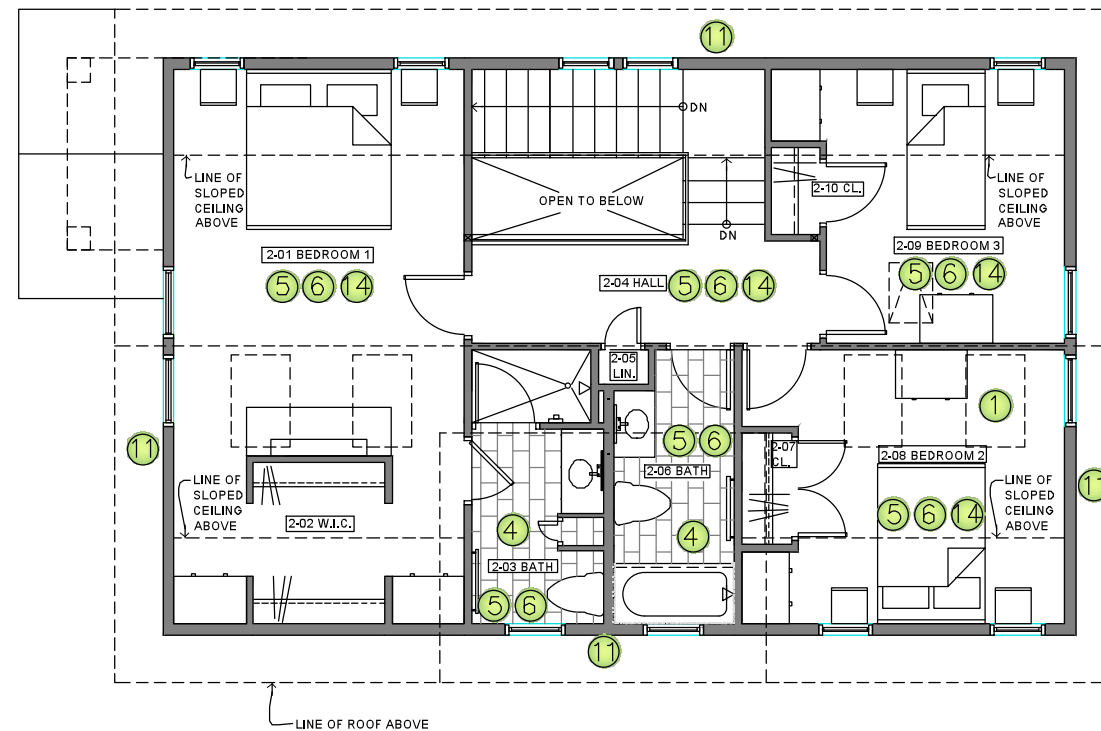 11
DN
LINE OF
SLOPED
CEILING
ABOVE
OPEN TO BELOW
2-10 CL.
LINE OF
SLOPED
CEILING
ABOVE
DN
2-01 BEDROOM 1
5 6 14
2-04 HALL
5 6 14
2-09 BEDROOM 3
5 6 14
2-05
LIN.
1
5 6
2-06 BATH
2-07
CL.
2-08 BEDROOM 2
11
11
LINE OF
SLOPED
CEILING
ABOVE
2-02 W.I.C.
4
4
5 6 14
LINE OF
SLOPED
CEILING
ABOVE
2-03 BATH
5 6
11
LINE OF ROOF ABOVE